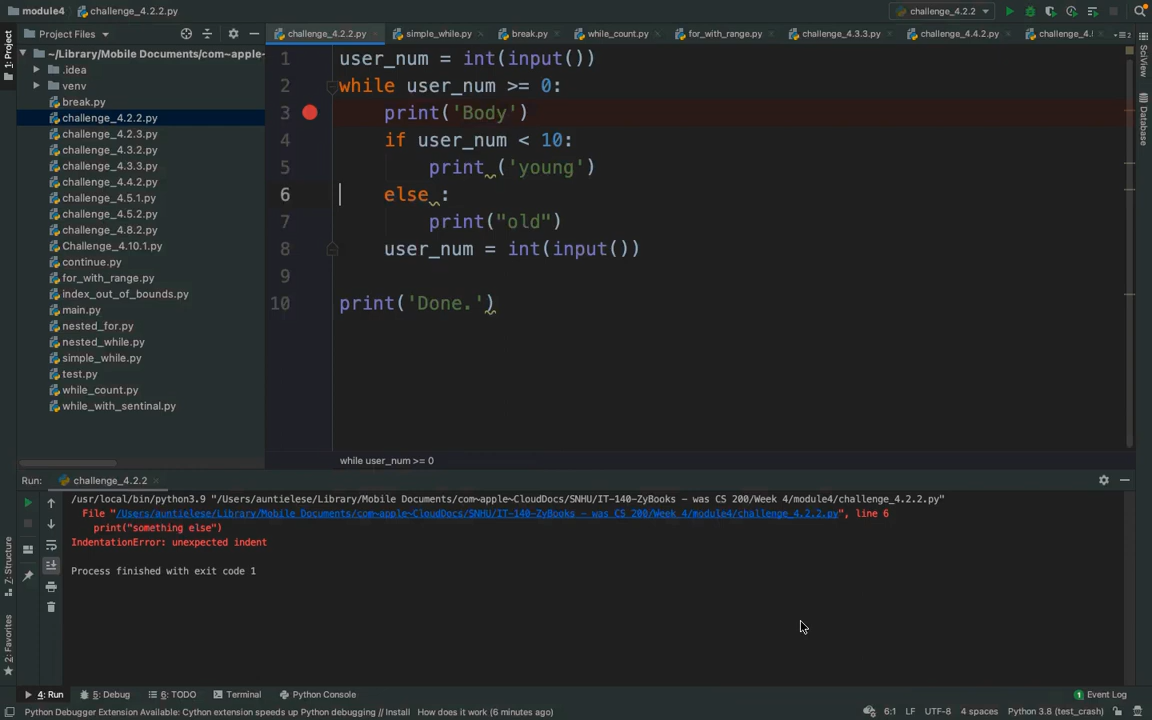 module4 challenge_4.2.2.py
challenge_4.2.2
Project Files
challenge_4.2.2.py simple_while.py break.py while_count.py for_with_range.py challenge_4.3.3.py challenge_4.4.2.py challenge_4.
1: Project
~/Library/Mobile Documents/com~apple~
.idea
venv
break.py
challenge_4.2.2.py
challenge_4.2.3.py
challenge_4.3.2.py
challenge_4.3.3.py
challenge_4.4.2.py
challenge_4.5.1.py
challenge_4.5.2.py
challenge_4.8.2.py
Challenge_4.10.1.py
continue.py
for_with_range.py
index_out_of_bounds.py
main.py
nested_for.py
nested_while.py
simple_while.py
test.py
while_count.py
while_with_sentinal.py
1 user_num = int(input())
2 while user_num >= 0:
3 print('Body')
4 if user_num < 10:
5 print ('young')
6 else :
7 print("old")
8 user_num = int(input())
9
10 print('Done.')
while user_num >= 0
SciView
Database
Run: challenge_4.2.2
/usr/local/bin/python3.9 "/Users/auntielese/Library/Mobile Documents/com~apple~CloudDocs/SNHU/IT-140-ZyBooks – was CS 200/Week 4/module4/challenge_4.2.2.py"
File "/Users/auntielese/Library/Mobile Documents/com~apple~CloudDocs/SNHU/IT-140-ZyBooks – was CS 200/Week 4/module4/challenge_4.2.2.py", line 6
print("something else")
IndentationError: unexpected indent
Process finished with exit code 1
7: Structure
2: Favorites
4: Run 5: Debug 6: TODO Terminal Python Console 1 Event Log
Python Debugger Extension Available: Cython extension speeds up Python debugging // Install How does it work (6 minutes ago) 6:1 LF UTF-8 4 spaces Python 3.8 (test_crash)